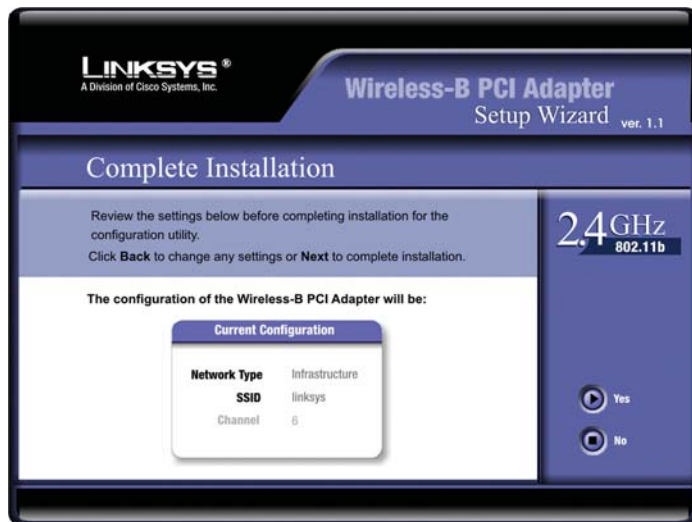 LINKSYS®
A Division of Cisco Systems, Inc.
Wireless-B PCI Adapter
Setup Wizard ver. 1.1
Complete Installation
Review the settings below before completing installation for the
configuration utility.
Click Back to change any settings or Next to complete installation.
2.4GHz
802.11b
The configuration of the Wireless-B PCI Adapter will be:
Current Configuration
Network Type Infrastructure
SSID linksys
Channel 6
Yes
No